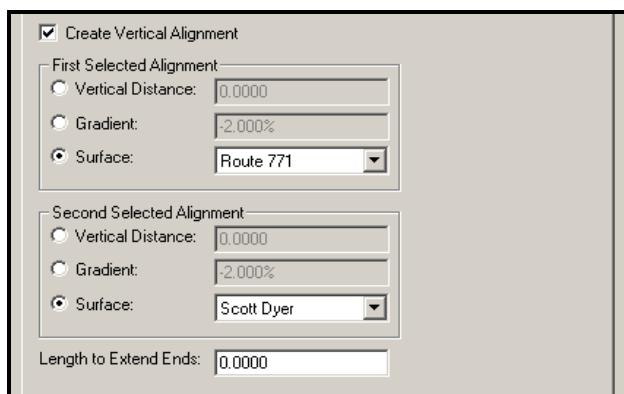 Create Vertical Alignment
First Selected Alignment
Vertical Distance: 0.0000
Gradient: -2.000%
Surface: Route 771
Second Selected Alignment
Vertical Distance: 0.0000
Gradient: -2.000%
Surface: Scott Dyer
Length to Extend Ends: 0.0000